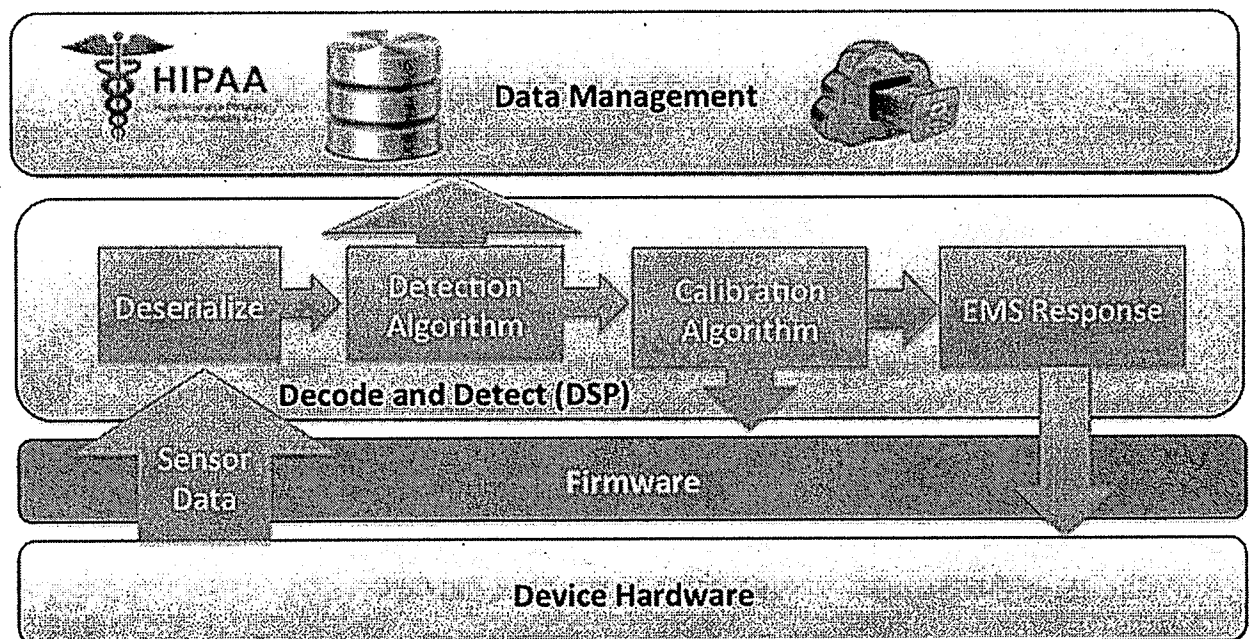 HIPAA
Data Management
Deserialize
Detection
Algorithm
Calibration
Algorithm
EMS Response
Decode and Detect (DSP)
Sensor
Data
Firmware
Device Hardware